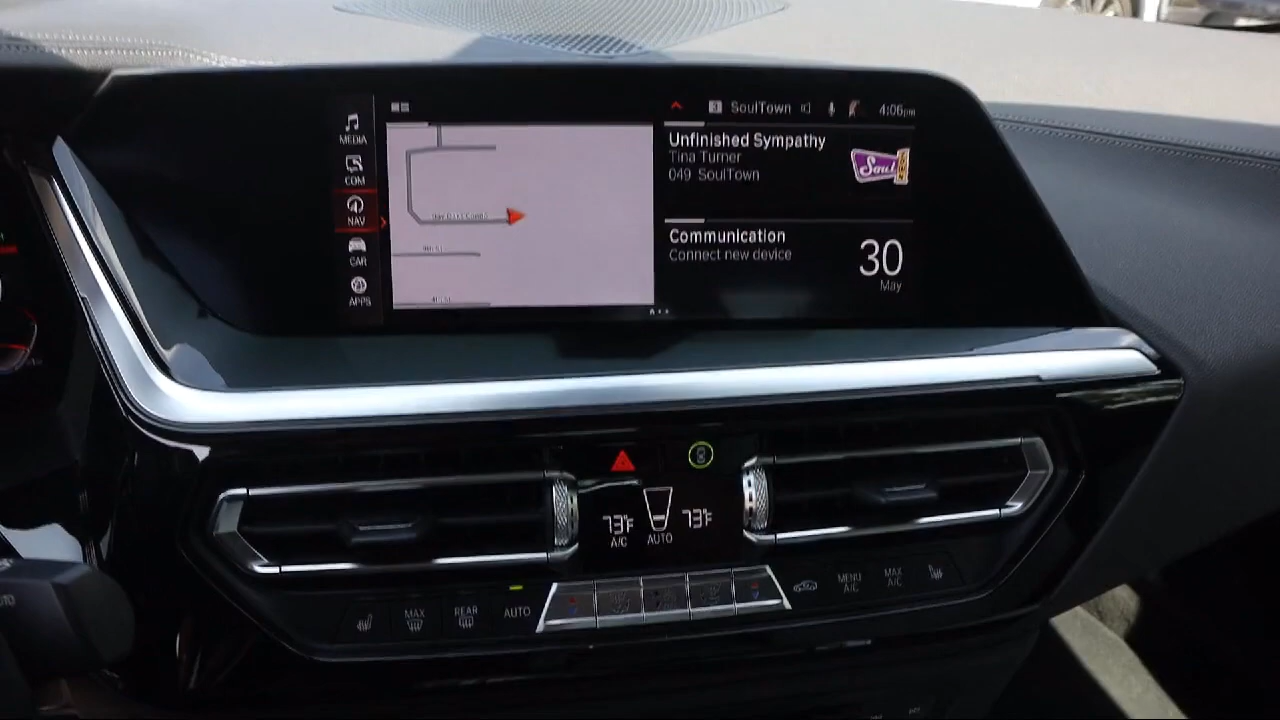 SoulTown
4:06PM
MEDIA
COM
NAV
CAR
APPS
Unfinished Sympathy
Tina Turner
049 SoulTown
Soul
Communication
Connect new device
30
May
73°F
A/C
AUTO
73°F
MAX
REAR
AUTO
MENU
A/C
MAX
A/C